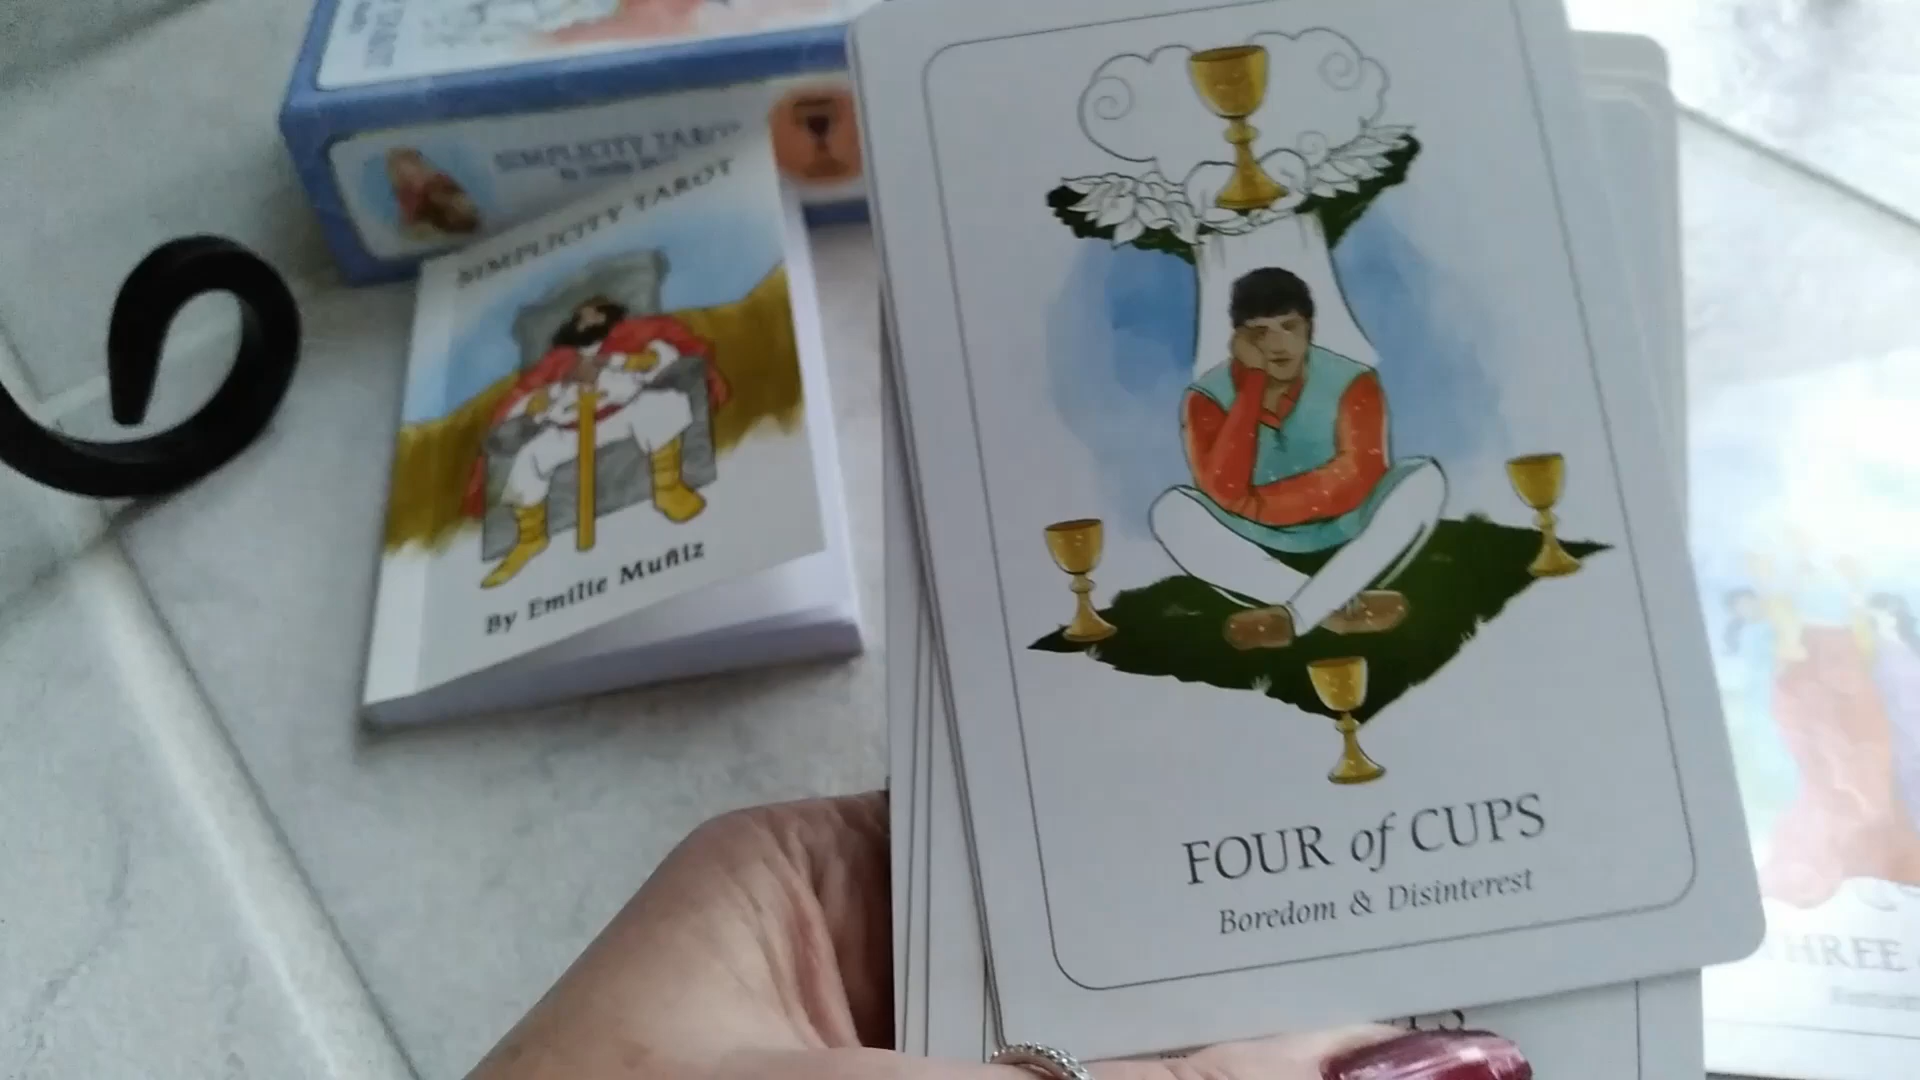 SIMPLICITY TAROT
SIMPLICITY TAROT
By Emilie Muñiz
FOUR of CUPS
Boredom & Disinterest
THREE